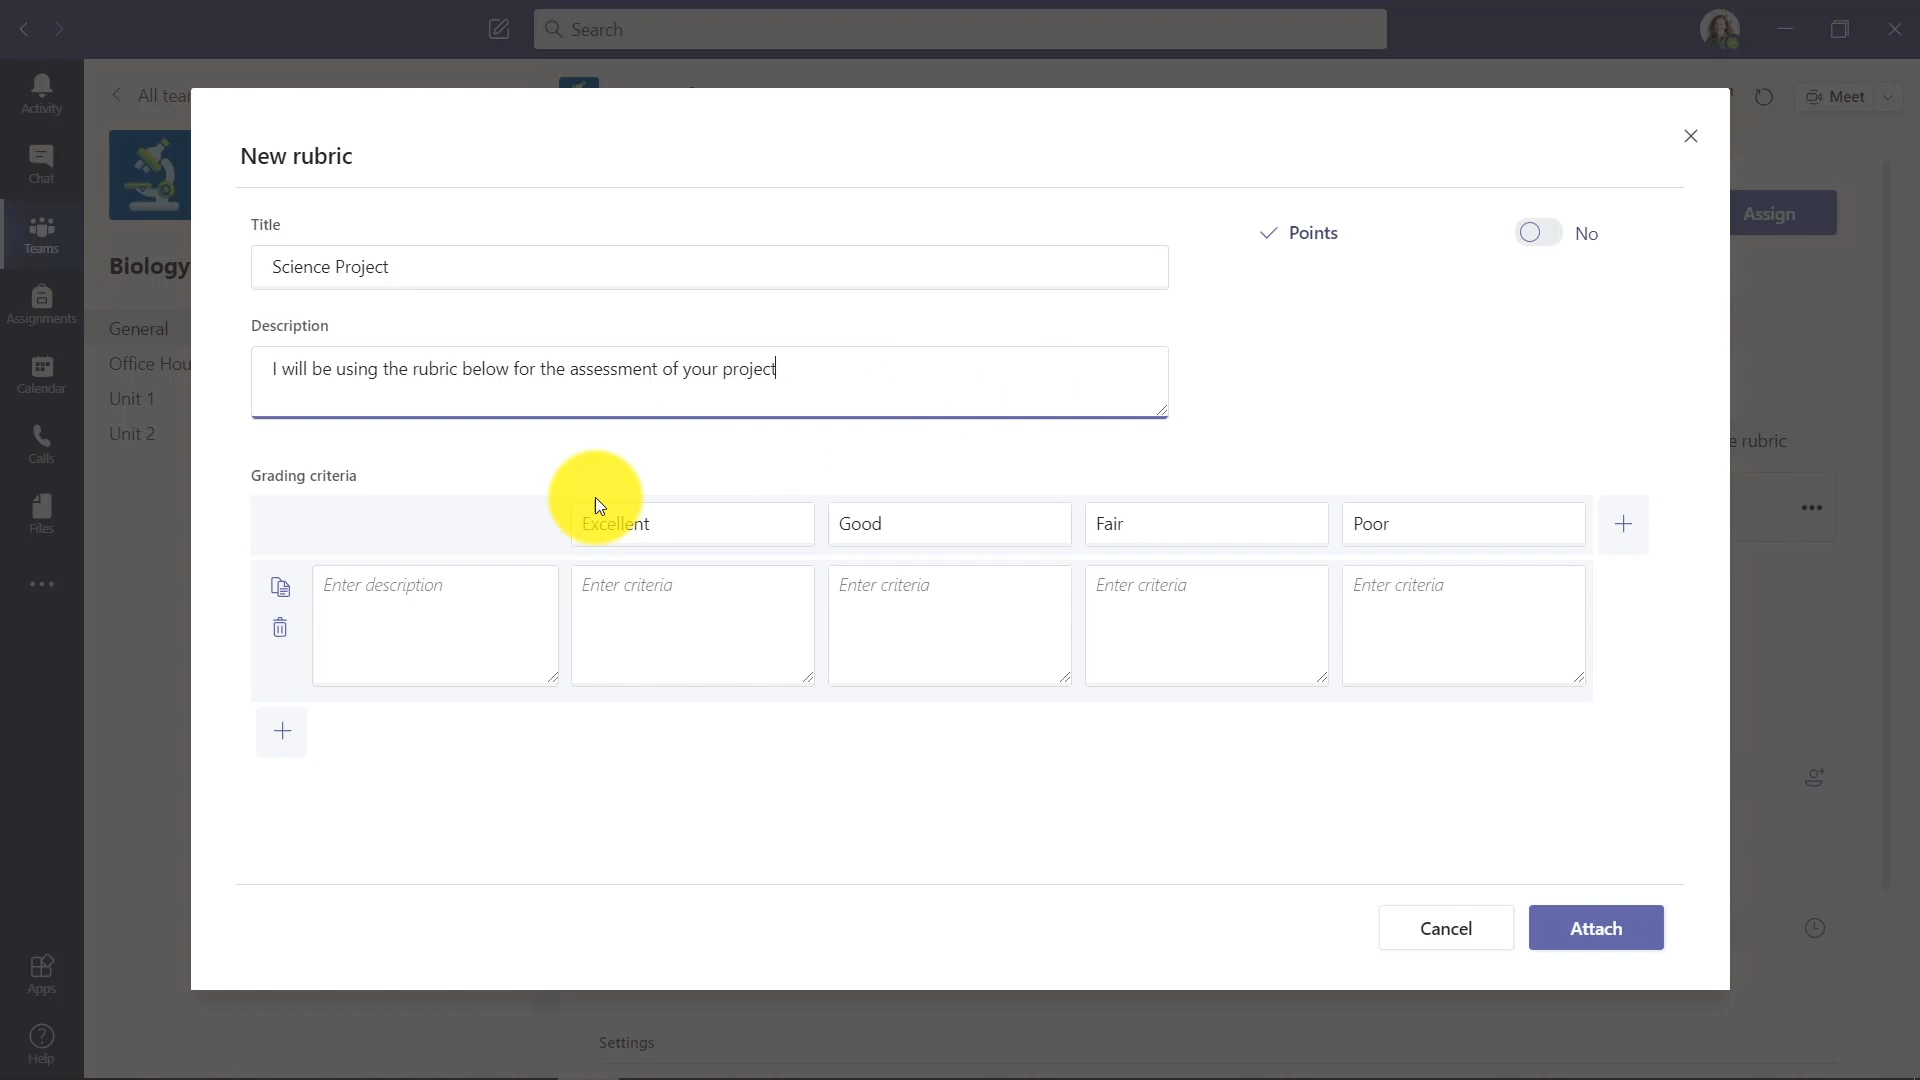 Search
Activity
Chat
Teams
Assignments
Calendar
Calls
Files
Apps
Help
All tea
Biology
General
Office Hou
Unit 1
Unit 2
Meet
Assign
New rubric
Title
Science Project
Points
No
Description
I will be using the rubric below for the assessment of your project
Grading criteria
Excellent
Good
Fair
Poor
Enter description
Enter criteria
Enter criteria
Enter criteria
Enter criteria
e rubric
Cancel
Attach
Settings